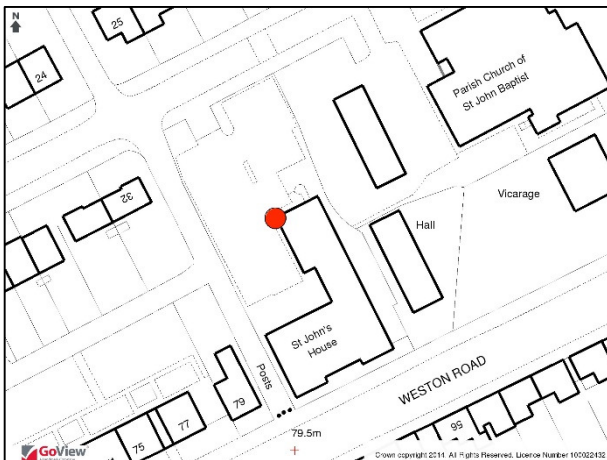 N
25
24
Parish Church of
St John Baptist
32
Vicarage
Hall
St John's
House
Posts
WESTON ROAD
79
77
75
56
79.5m
GoView
Crown copyright 2014. All Rights Reserved. Licence Number 100022432